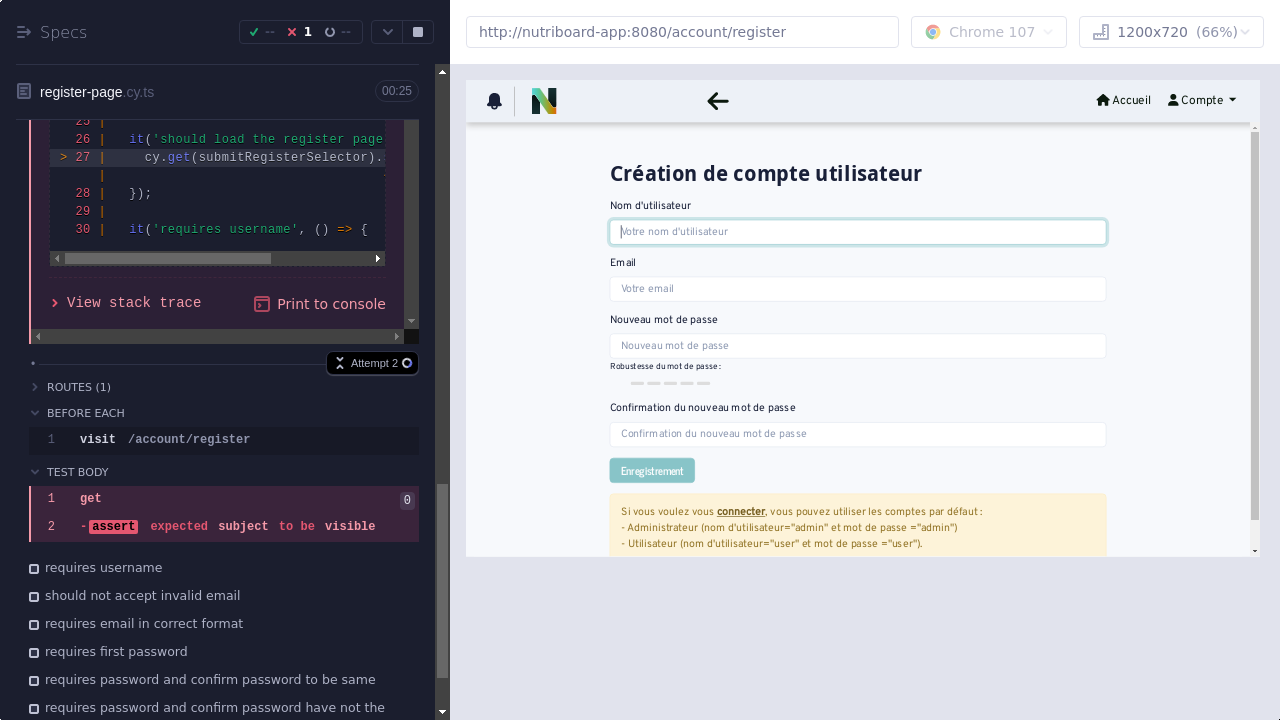 Specs
-- 1 --
http://nutriboard-app:8080/account/register
Chrome 107
1200x720 (66%)
register-page.cy.ts
00:25
25 |
26 | it('should load the register page
> 27 | cy.get(submitRegisterSelector).
|
28 | });
29 |
30 | it('requires username', () => {
View stack trace
Print to console
Attempt 2
ROUTES (1)
BEFORE EACH
1 visit /account/register
TEST BODY
1 get 0
2 -assert expected subject to be visible
requires username
should not accept invalid email
requires email in correct format
requires first password
requires password and confirm password to be same
requires password and confirm password have not the
N
Accueil
Compte
Création de compte utilisateur
Nom d'utilisateur
Votre nom d'utilisateur
Email
Votre email
Nouveau mot de passe
Nouveau mot de passe
Robustesse du mot de passe :
Confirmation du nouveau mot de passe
Confirmation du nouveau mot de passe
Enregistrement
Si vous voulez vous connecter, vous pouvez utiliser les comptes par défaut :
- Administrateur (nom d'utilisateur="admin" et mot de passe ="admin")
- Utilisateur (nom d'utilisateur="user" et mot de passe ="user").